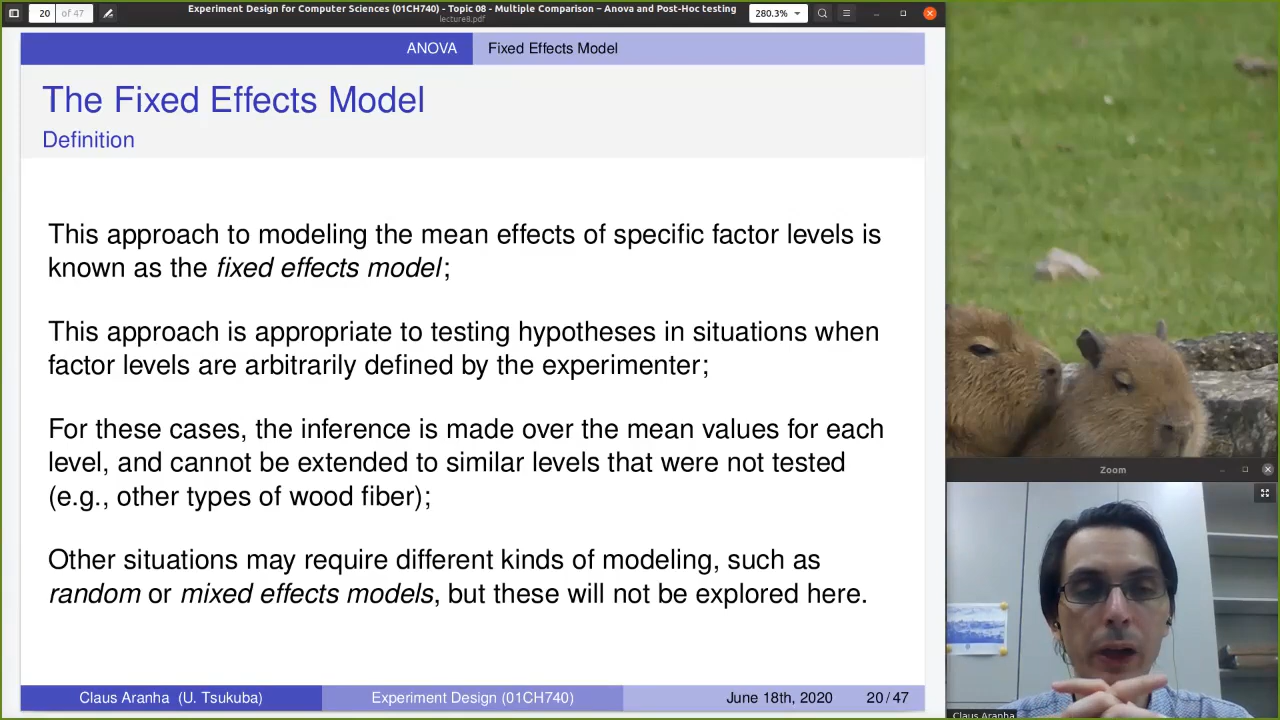 20 of 47
Experiment Design for Computer Sciences (01CH740) - Topic 08 - Multiple Comparison – Anova and Post-Hoc testing
lecture8.pdf
280.3%
ANOVA
Fixed Effects Model
The Fixed Effects Model
Definition
This approach to modeling the mean effects of specific factor levels is
known as the fixed effects model;
This approach is appropriate to testing hypotheses in situations when
factor levels are arbitrarily defined by the experimenter;
For these cases, the inference is made over the mean values for each
level, and cannot be extended to similar levels that were not tested
(e.g., other types of wood fiber);
Other situations may require different kinds of modeling, such as
random or mixed effects models, but these will not be explored here.
Claus Aranha (U. Tsukuba)
Experiment Design (01CH740)
June 18th, 2020
20 / 47
Zoom
Claus Aranha